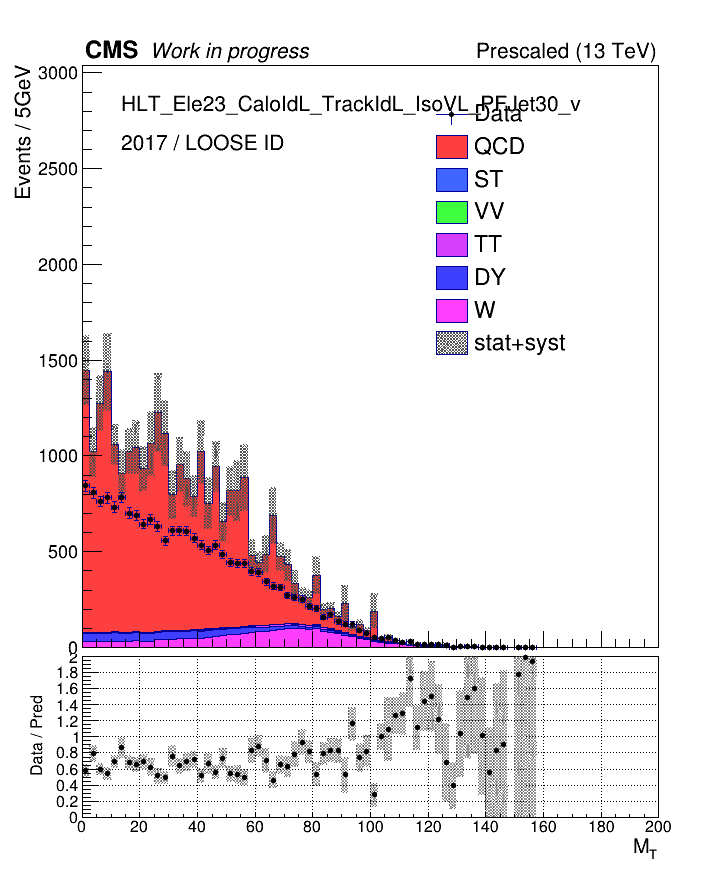 CMS Work in progress Prescaled (13 TeV)
Events / 5GeV
3000
2500
2000
1500
1000
500
0
HLT_Ele23_CaloIdL_TrackIdL_IsoVL_PFJet30_v
2017 / LOOSE ID
Data
QCD
ST
VV
TT
DY
W
stat+syst
Data / Pred
2
1.8
1.6
1.4
1.2
1
0.8
0.6
0.4
0.2
0
0 20 40 60 80 100 120 140 160 180 200
M_T